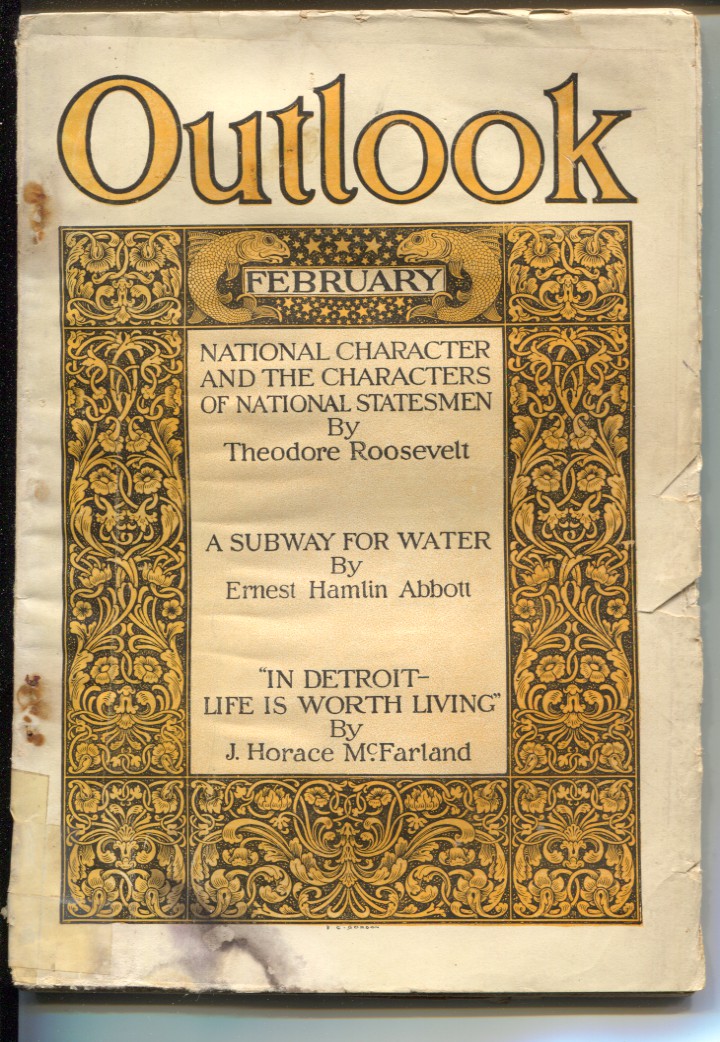 Outlook
FEBRUARY
NATIONAL CHARACTER
AND THE CHARACTERS
OF NATIONAL STATESMEN
By
Theodore Roosevelt
A SUBWAY FOR WATER
By
Ernest Hamlin Abbott
"IN DETROIT–
LIFE IS WORTH LIVING"
By
J. Horace McFarland